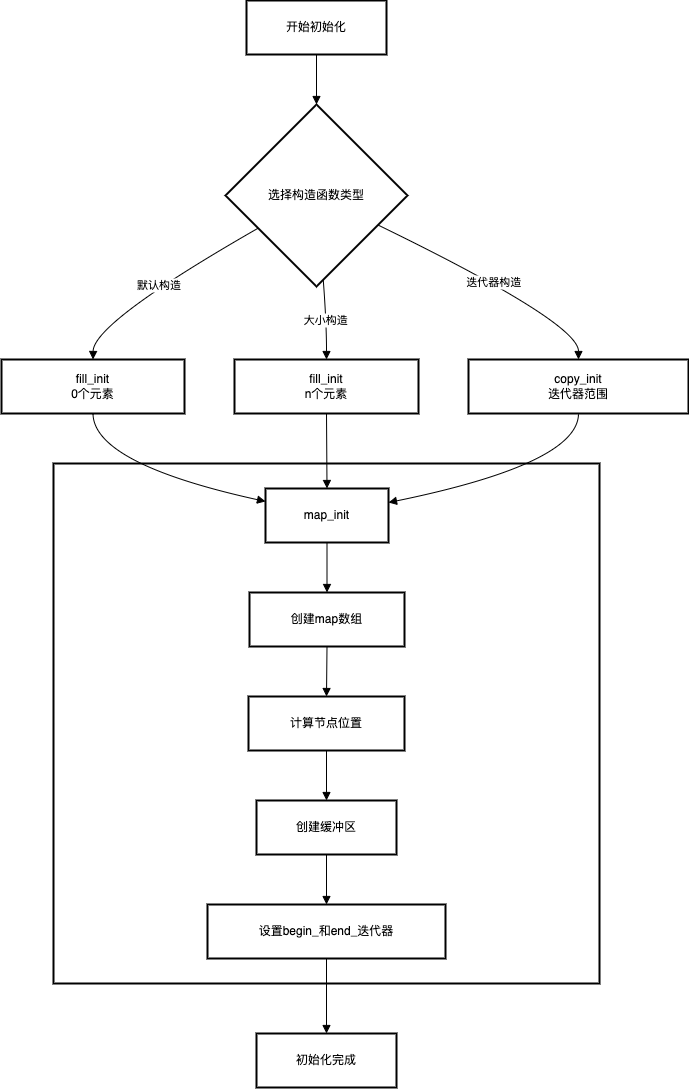 开始初始化
选择构造函数类型
默认构造
大小构造
迭代器构造
fill_init
0个元素
fill_init
n个元素
copy_init
迭代器范围
map_init
创建map数组
计算节点位置
创建缓冲区
设置begin_和end_迭代器
初始化完成